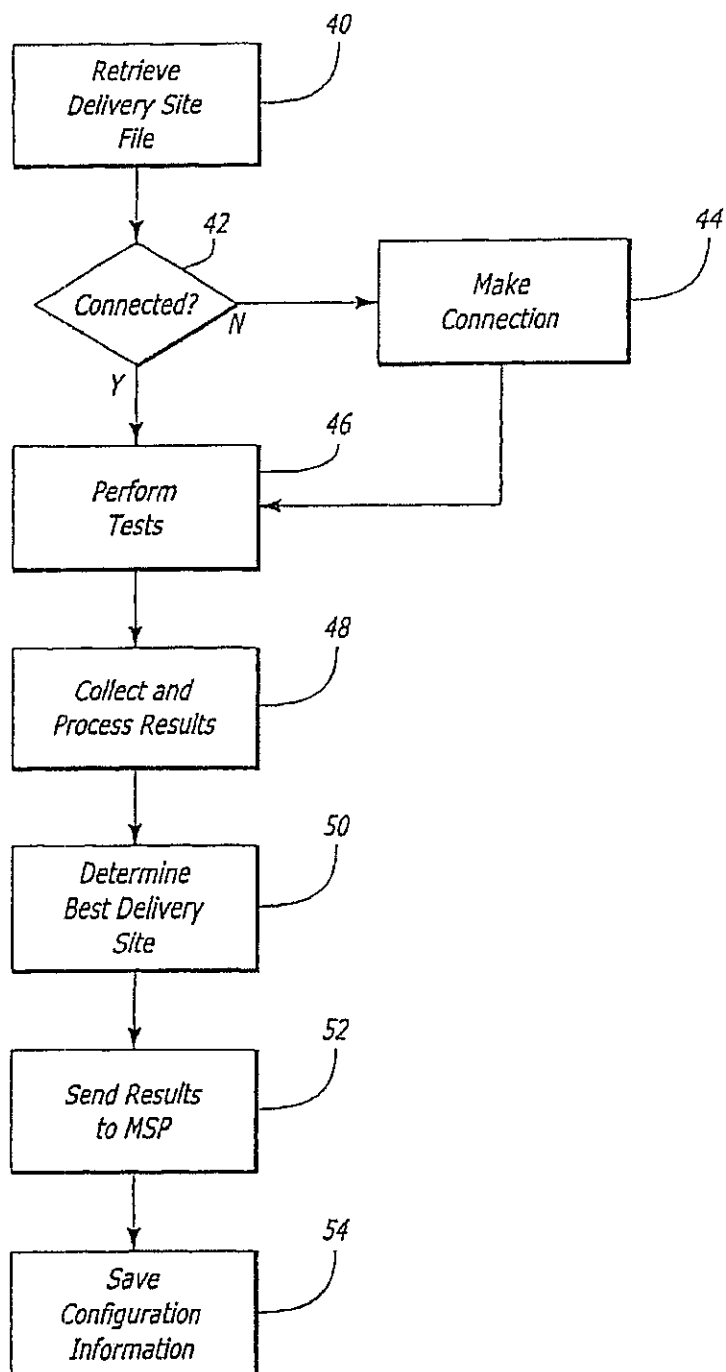 40
Retrieve
Delivery Site
File
42
Connected?
N
Y
44
Make
Connection
46
Perform
Tests
48
Collect and
Process Results
50
Determine
Best Delivery
Site
52
Send Results
to MSP
54
Save
Configuration
Information